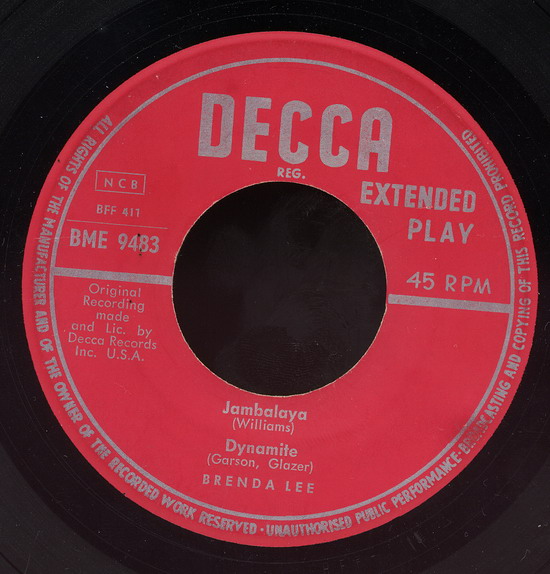 DECCA
REG.
EXTENDED
PLAY
NCB
BFF 411
BME 9483
45 RPM
Original
Recording
made
and Lic. by
Decca Records
Inc. U.S.A.
Jambalaya
(Williams)
Dynamite
(Garson, Glazer)
BRENDA LEE
ALL RIGHTS OF THE MANUFACTURER AND OF THE OWNER OF THE RECORDED WORK RESERVED · UNAUTHORISED PUBLIC PERFORMANCE · BROADCASTING AND COPYING OF THIS RECORD PROHIBITED